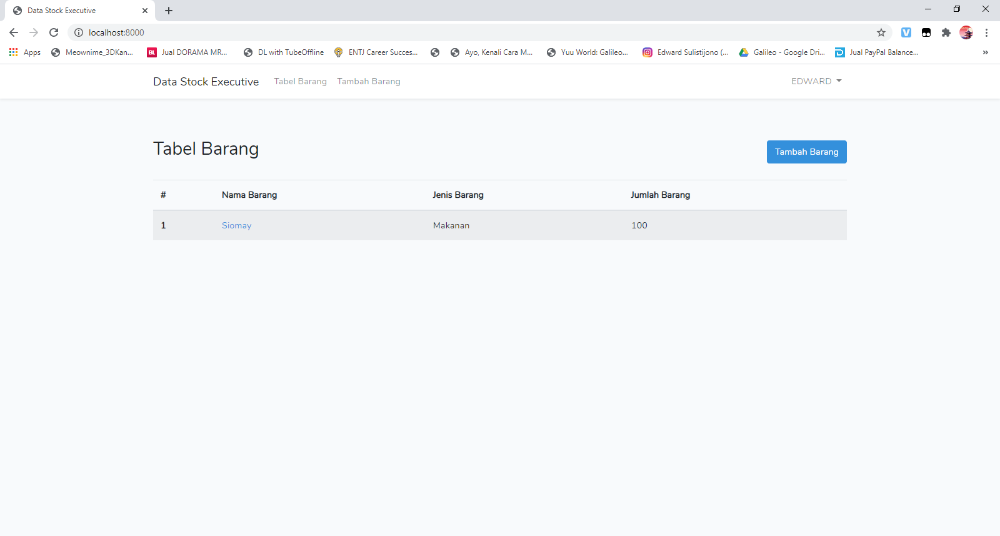 Data Stock Executive
localhost:8000
Apps Meownime_3DKan... BL Jual DORAMA MR... DL with TubeOffline ENTJ Career Succes... Ayo, Kenali Cara M... Yuu World: Galileo... Edward Sulistijono (... Galileo - Google Dri... Jual PayPal Balance... »
Data Stock Executive Tabel Barang Tambah Barang EDWARD
Tabel Barang Tambah Barang
# Nama Barang Jenis Barang Jumlah Barang
1 Siomay Makanan 100